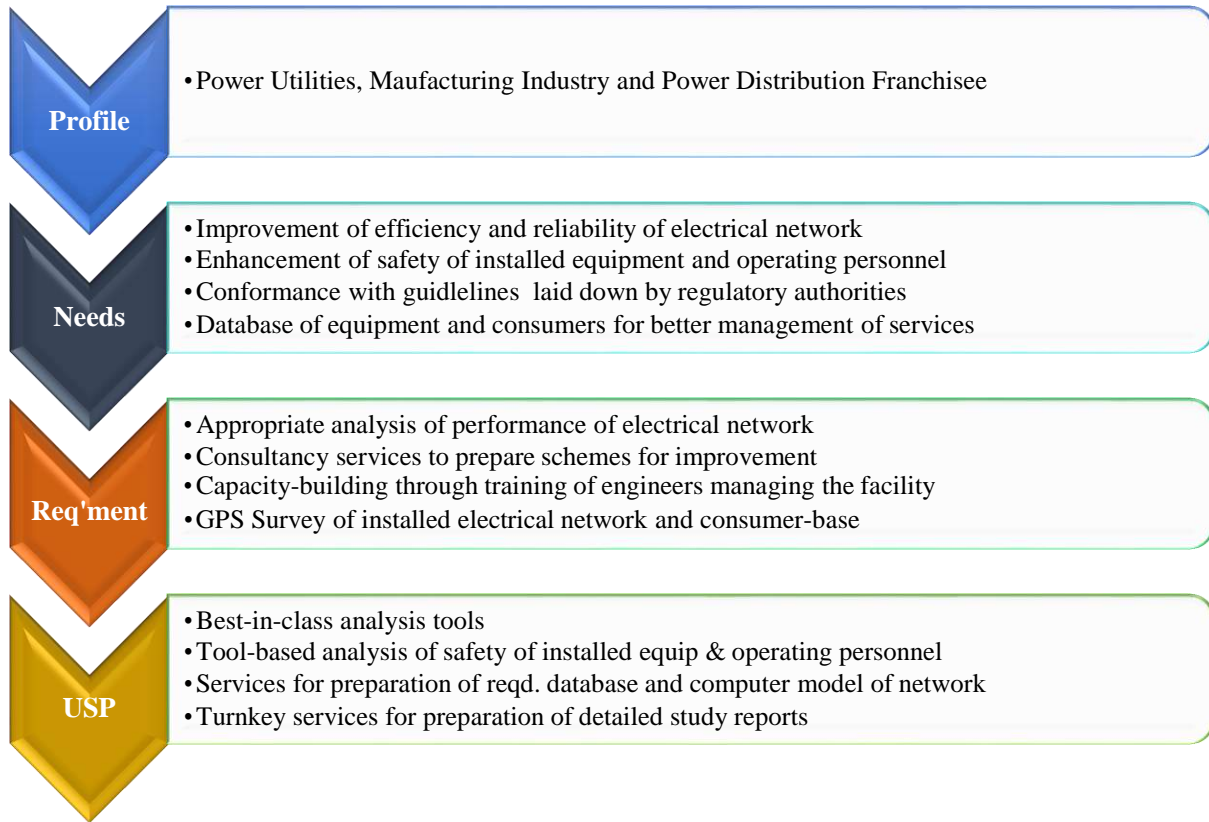 Profile
•Power Utilities, Maufacturing Industry and Power Distribution Franchisee
Needs
•Improvement of efficiency and reliability of electrical network
•Enhancement of safety of installed equipment and operating personnel
•Conformance with guidlelines laid down by regulatory authorities
•Database of equipment and consumers for better management of services
Req'ment
•Appropriate analysis of performance of electrical network
•Consultancy services to prepare schemes for improvement
•Capacity-building through training of engineers managing the facility
•GPS Survey of installed electrical network and consumer-base
USP
•Best-in-class analysis tools
•Tool-based analysis of safety of installed equip & operating personnel
•Services for preparation of reqd. database and computer model of network
•Turnkey services for preparation of detailed study reports